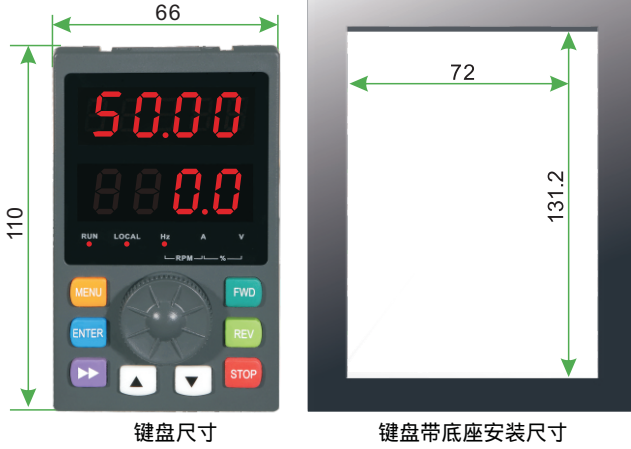 66
110
50.00
0.0
RUN LOCAL Hz A V
RPM %
MENU
FWD
ENTER
REV
STOP
键盘尺寸
72
131.2
键盘带底座安装尺寸